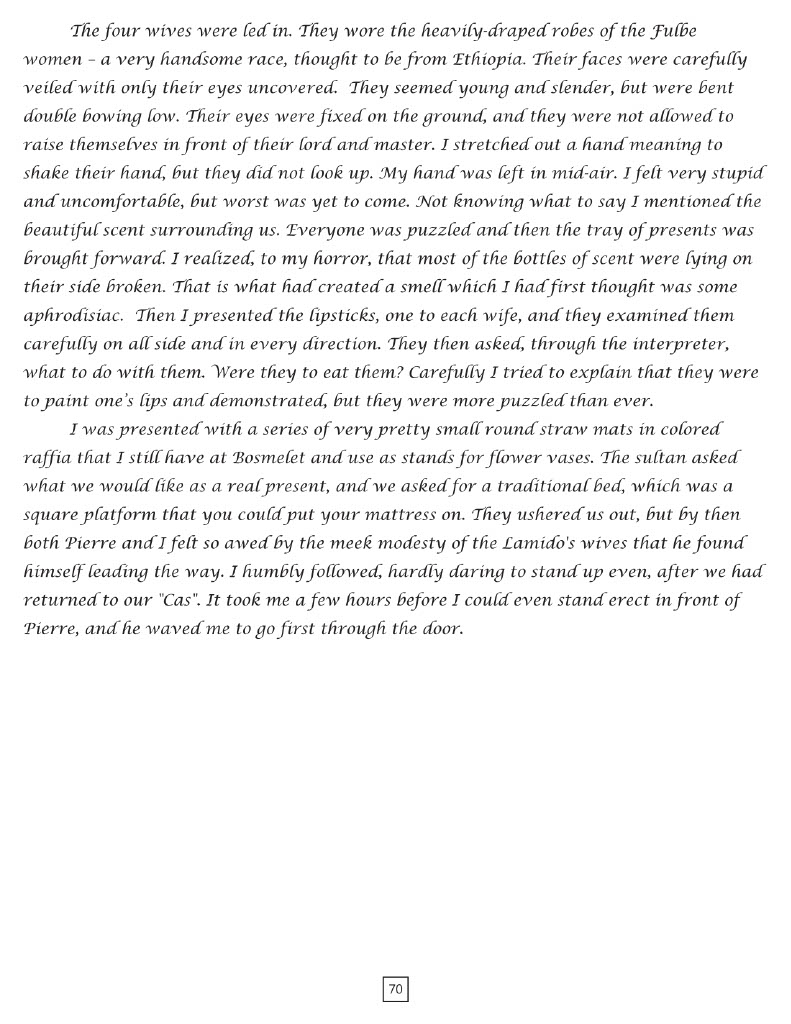 The four wives were led in. They wore the heavily-draped robes of the Fulbe
women – a very handsome race, thought to be from Ethiopia. Their faces were carefully
veiled with only their eyes uncovered.  They seemed young and slender, but were bent
double bowing low. Their eyes were fixed on the ground, and they were not allowed to
raise themselves in front of their lord and master. I stretched out a hand meaning to
shake their hand, but they did not look up. My hand was left in mid-air. I felt very stupid
and uncomfortable, but worst was yet to come. Not knowing what to say I mentioned the
beautiful scent surrounding us. Everyone was puzzled and then the tray of presents was
brought forward. I realized, to my horror, that most of the bottles of scent were lying on
their side broken. That is what had created a smell which I had first thought was some
aphrodisiac.  Then I presented the lipsticks, one to each wife, and they examined them
carefully on all side and in every direction. They then asked, through the interpreter,
what to do with them. Were they to eat them? Carefully I tried to explain that they were
to paint one's lips and demonstrated, but they were more puzzled than ever.
I was presented with a series of very pretty small round straw mats in colored
raffia that I still have at Bosmelet and use as stands for flower vases. The sultan asked
what we would like as a real present, and we asked for a traditional bed, which was a
square platform that you could put your mattress on. They ushered us out, but by then
both Pierre and I felt so awed by the meek modesty of the Lamido's wives that he found
himself leading the way. I humbly followed, hardly daring to stand up even, after we had
returned to our "Cas". It took me a few hours before I could even stand erect in front of
Pierre, and he waved me to go first through the door.
70